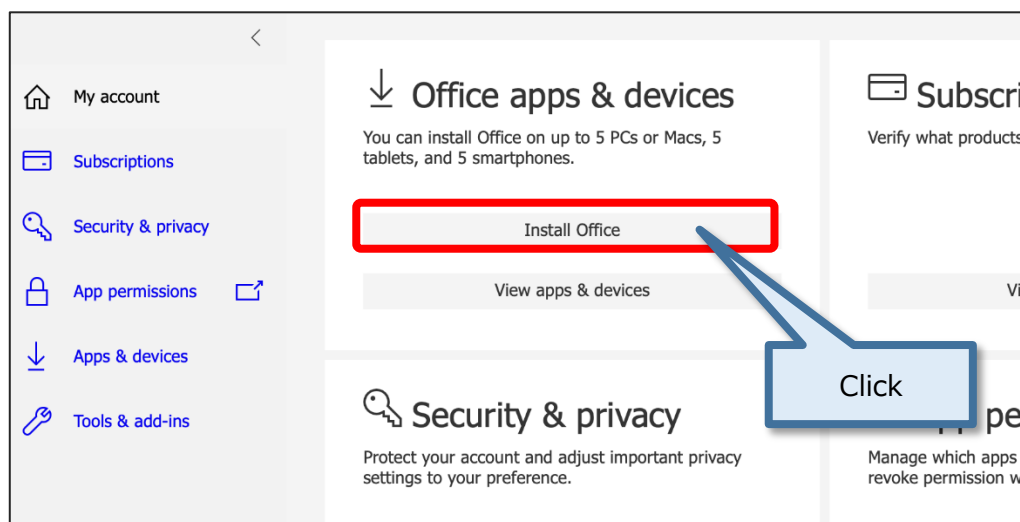 My account
Subscriptions
Security & privacy
App permissions
Apps & devices
Tools & add-ins
Office apps & devices
You can install Office on up to 5 PCs or Macs, 5
tablets, and 5 smartphones.
Install Office
View apps & devices
Click
Security & privacy
Protect your account and adjust important privacy
settings to your preference.
Verify what products
Manage which apps
revoke permission